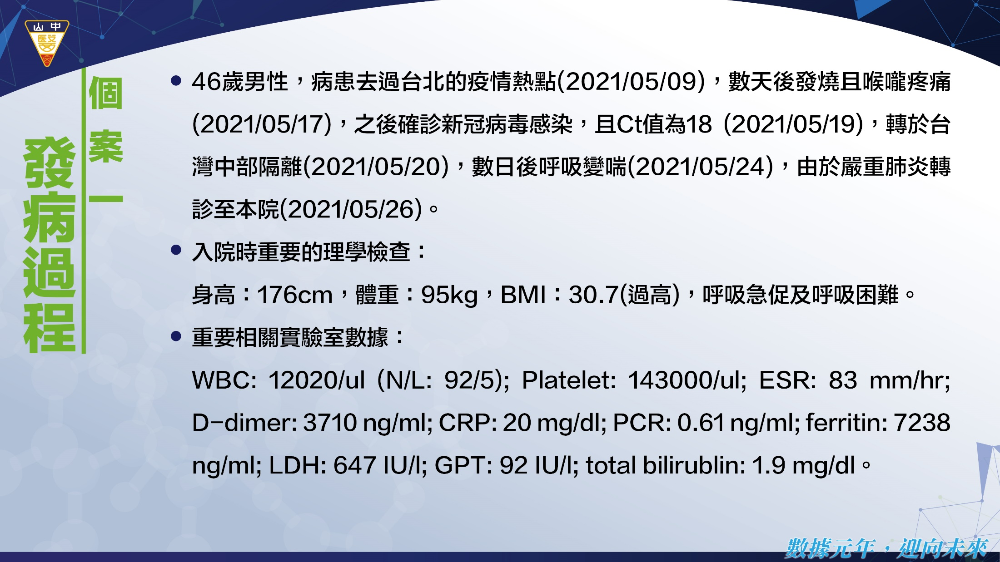 山中
醫
個案一
發病過程
• 46歲男性，病患去過台北的疫情熱點(2021/05/09)，數天後發燒且喉嚨疼痛
(2021/05/17)，之後確診新冠病毒感染，且Ct值為18 (2021/05/19)，轉於台
灣中部隔離(2021/05/20)，數日後呼吸變喘(2021/05/24)，由於嚴重肺炎轉
診至本院(2021/05/26)。
• 入院時重要的理學檢查：
身高：176cm，體重：95kg，BMI：30.7(過高)，呼吸急促及呼吸困難。
• 重要相關實驗室數據：
WBC: 12020/ul (N/L: 92/5); Platelet: 143000/ul; ESR: 83 mm/hr;
D-dimer: 3710 ng/ml; CRP: 20 mg/dl; PCR: 0.61 ng/ml; ferritin: 7238
ng/ml; LDH: 647 IU/l; GPT: 92 IU/l; total bilirublin: 1.9 mg/dl。
數據元年，迎向未來